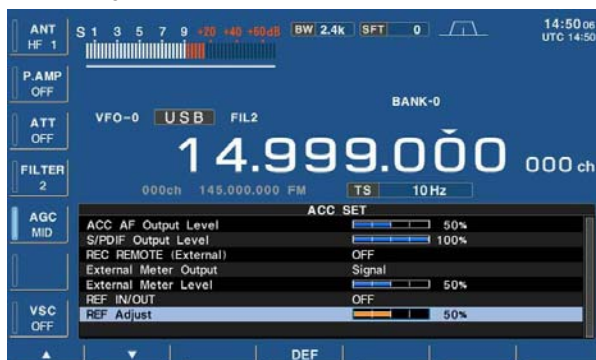 ANT
HF 1
S 1 3 5 7 9 +20 +40 +60dB
BW 2.4k SFT 0
14:50 06
UTC 14:50
P.AMP
OFF
BANK-0
ATT
OFF
VFO-0 USB FIL2
14.999.000 000 ch
FILTER
2
000ch 145.000.000 FM TS 10Hz
ACC SET
AGC
MID
ACC AF Output Level 50%
S/PDIF Output Level 100%
REC REMOTE (External) OFF
External Meter Output Signal
External Meter Level 50%
REF IN/OUT OFF
REF Adjust 50%
VSC
OFF
DEF